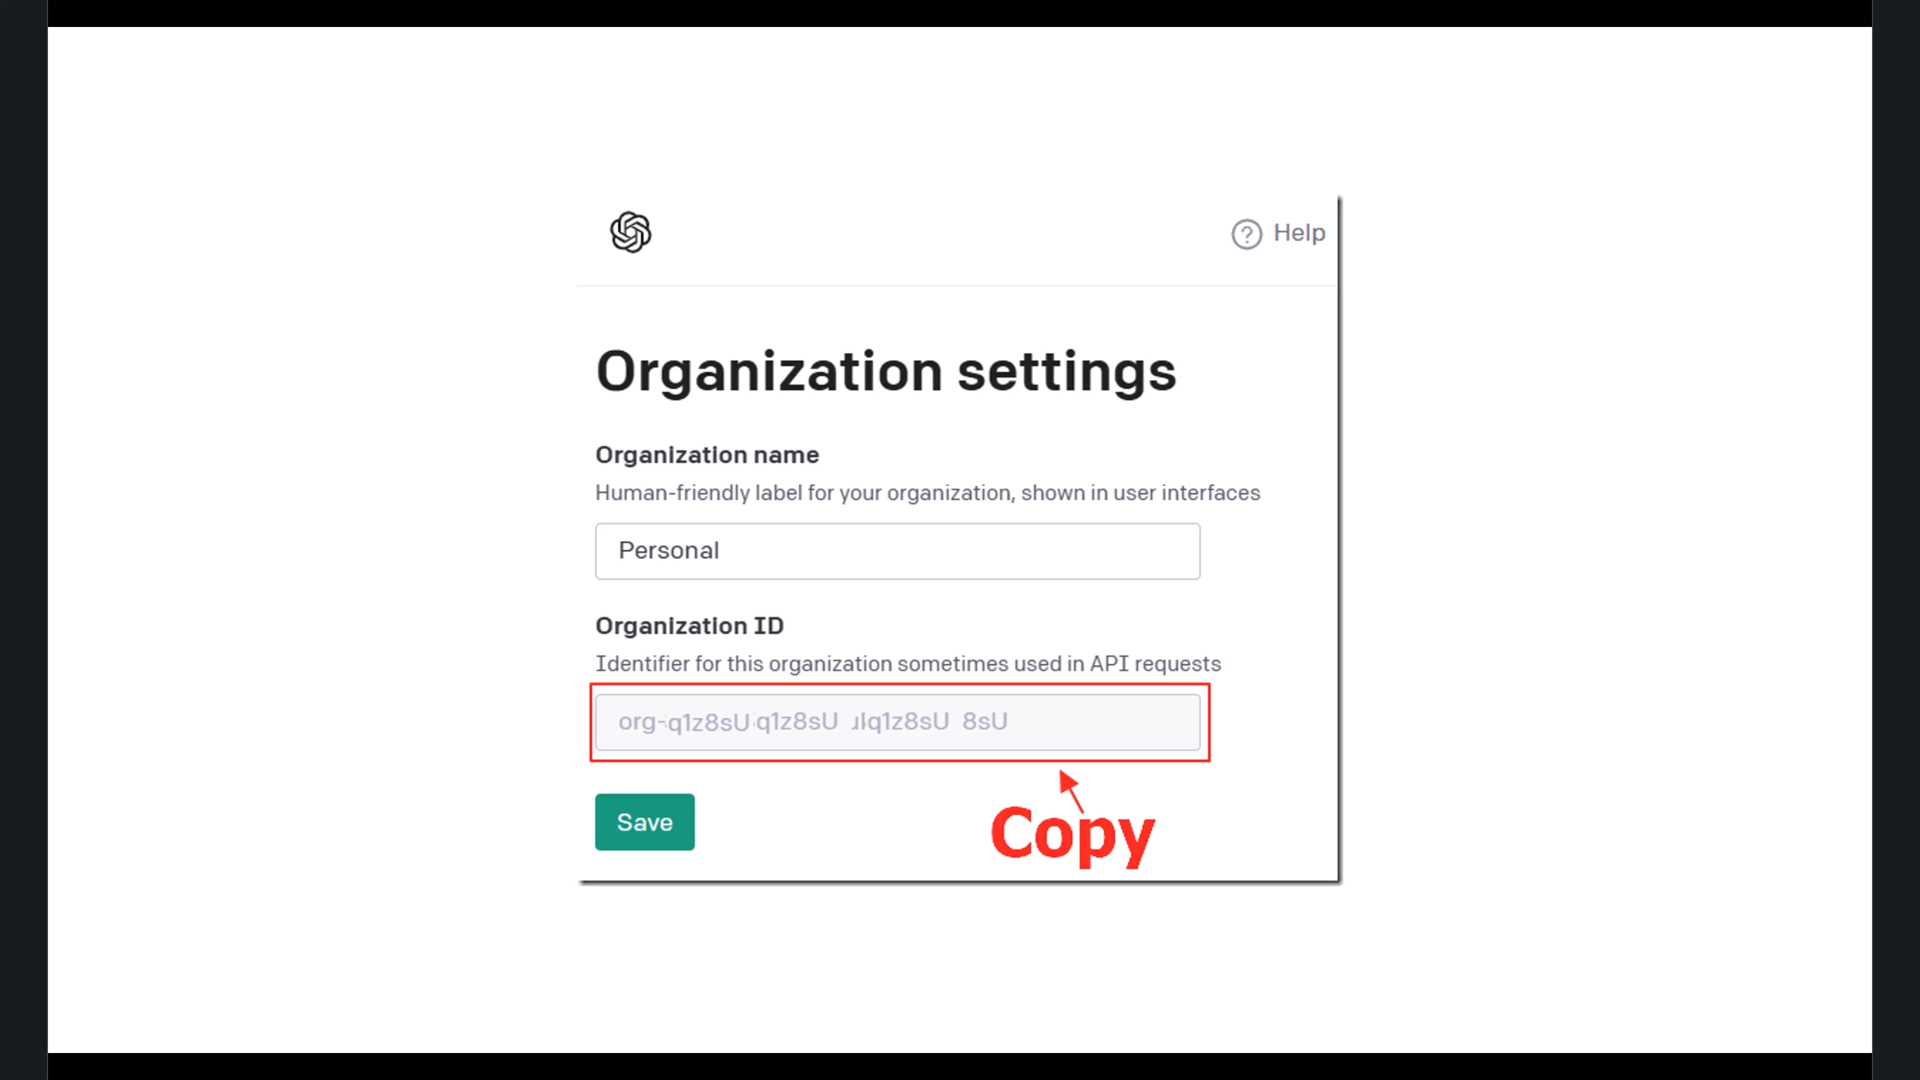 Help
Organization settings
Organization name
Human-friendly label for your organization, shown in user interfaces
Personal
Organization ID
Identifier for this organization sometimes used in API requests
org-q1z8sU q1z8sU q1z8sU 8sU
Save
Copy